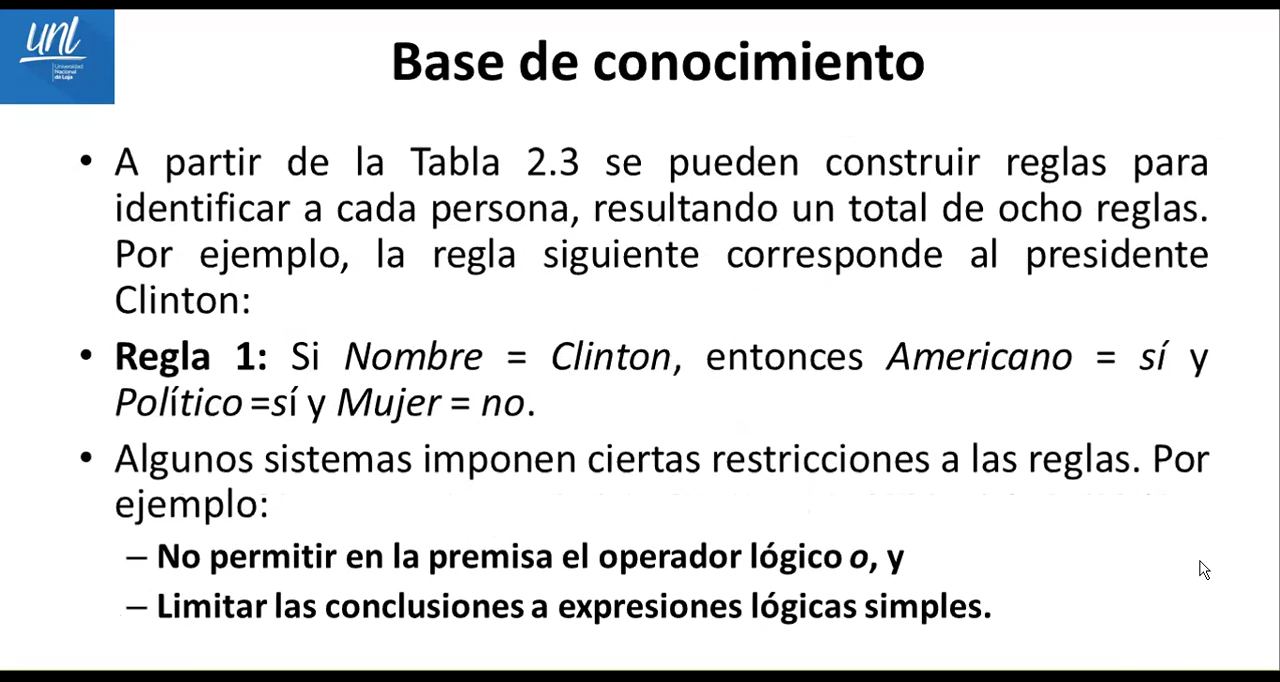 unl
Universidad
Nacional
de Loja
Base de conocimiento
• A partir de la Tabla 2.3 se pueden construir reglas para
identificar a cada persona, resultando un total de ocho reglas.
Por ejemplo, la regla siguiente corresponde al presidente
Clinton:
• Regla 1: Si Nombre = Clinton, entonces Americano = sí y
Político =sí y Mujer = no.
• Algunos sistemas imponen ciertas restricciones a las reglas. Por
ejemplo:
– No permitir en la premisa el operador lógico o, y
– Limitar las conclusiones a expresiones lógicas simples.